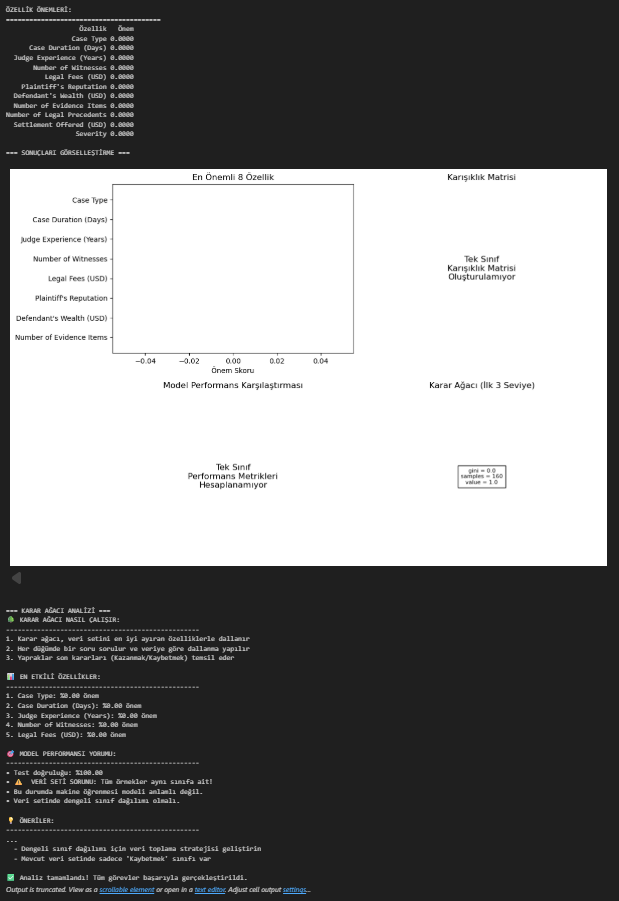 ÖZELLİK ÖNEMLERİ:
========================================
Özellik Önem
Case Type 0.0000
Case Duration (Days) 0.0000
Judge Experience (Years) 0.0000
Number of Witnesses 0.0000
Legal Fees (USD) 0.0000
Plaintiff's Reputation 0.0000
Defendant's Wealth (USD) 0.0000
Number of Evidence Items 0.0000
Number of Legal Precedents 0.0000
Settlement Offered (USD) 0.0000
Severity 0.0000
=== SONUÇLARI GÖRSELLEŞTİRME ===
En Önemli 8 Özellik
Case Type
Case Duration (Days)
Judge Experience (Years)
Number of Witnesses
Legal Fees (USD)
Plaintiff's Reputation
Defendant's Wealth (USD)
Number of Evidence Items
−0.04 −0.02 0.00 0.02 0.04
Önem Skoru
Karışıklık Matrisi
Tek Sınıf
Karışıklık Matrisi
Oluşturulamıyor
Model Performans Karşılaştırması
Tek Sınıf
Performans Metrikleri
Hesaplanamıyor
Karar Ağacı (İlk 3 Seviye)
gini = 0.0
samples = 160
value = 1.0
=== KARAR AĞACI ANALİZİ ===
KARAR AĞACI NASIL ÇALIŞIR:
--------------------------------------------------
1. Karar ağacı, veri setini en iyi ayıran özelliklerle dallanır
2. Her düğümde bir soru sorulur ve veriye göre dallanma yapılır
3. Yapraklar son kararları (Kazanmak/Kaybetmek) temsil eder
EN ETKİLİ ÖZELLİKLER:
--------------------------------------------------
1. Case Type: %0.00 önem
2. Case Duration (Days): %0.00 önem
3. Judge Experience (Years): %0.00 önem
4. Number of Witnesses: %0.00 önem
5. Legal Fees (USD): %0.00 önem
MODEL PERFORMANSI YORUMU:
--------------------------------------------------
• Test doğruluğu: %100.00
• ⚠️ VERİ SETİ SORUNU: Tüm örnekler aynı sınıfa ait!
• Bu durumda makine öğrenmesi modeli anlamlı değil.
• Veri setinde dengeli sınıf dağılımı olmalı.
ÖNERİLER:
--------------------------------------------------
...
- Dengeli sınıf dağılımı için veri toplama stratejisi geliştirin
- Mevcut veri setinde sadece 'Kaybetmek' sınıfı var
✅ Analiz tamamlandı! Tüm görevler başarıyla gerçekleştirildi.
Output is truncated. View as a scrollable element or open in a text editor. Adjust cell output settings...